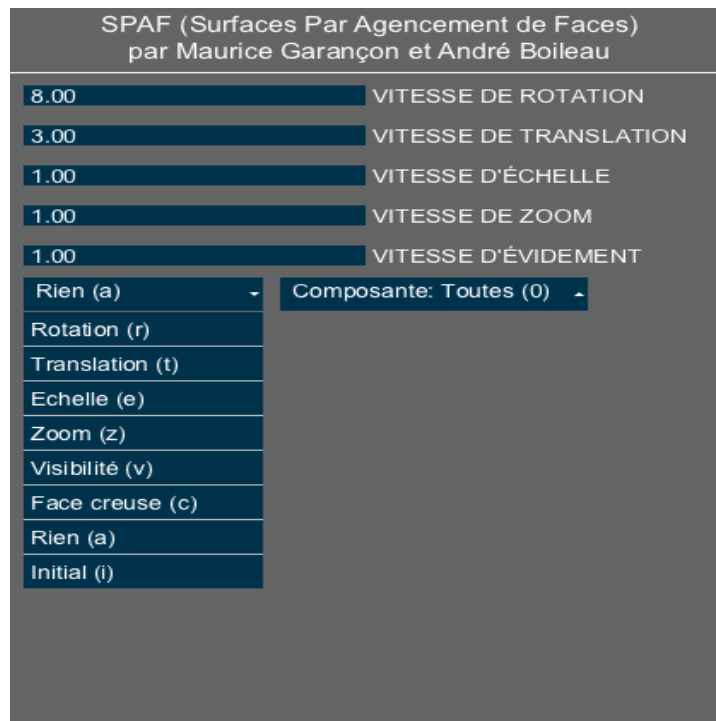 SPAF (Surfaces Par Agencement de Faces)
par Maurice Garançon et André Boileau
8.00 VITESSE DE ROTATION
3.00 VITESSE DE TRANSLATION
1.00 VITESSE D'ÉCHELLE
1.00 VITESSE DE ZOOM
1.00 VITESSE D'ÉVIDEMENT
Rien (a) Composante: Toutes (0)
Rotation (r)
Translation (t)
Echelle (e)
Zoom (z)
Visibilité (v)
Face creuse (c)
Rien (a)
Initial (i)